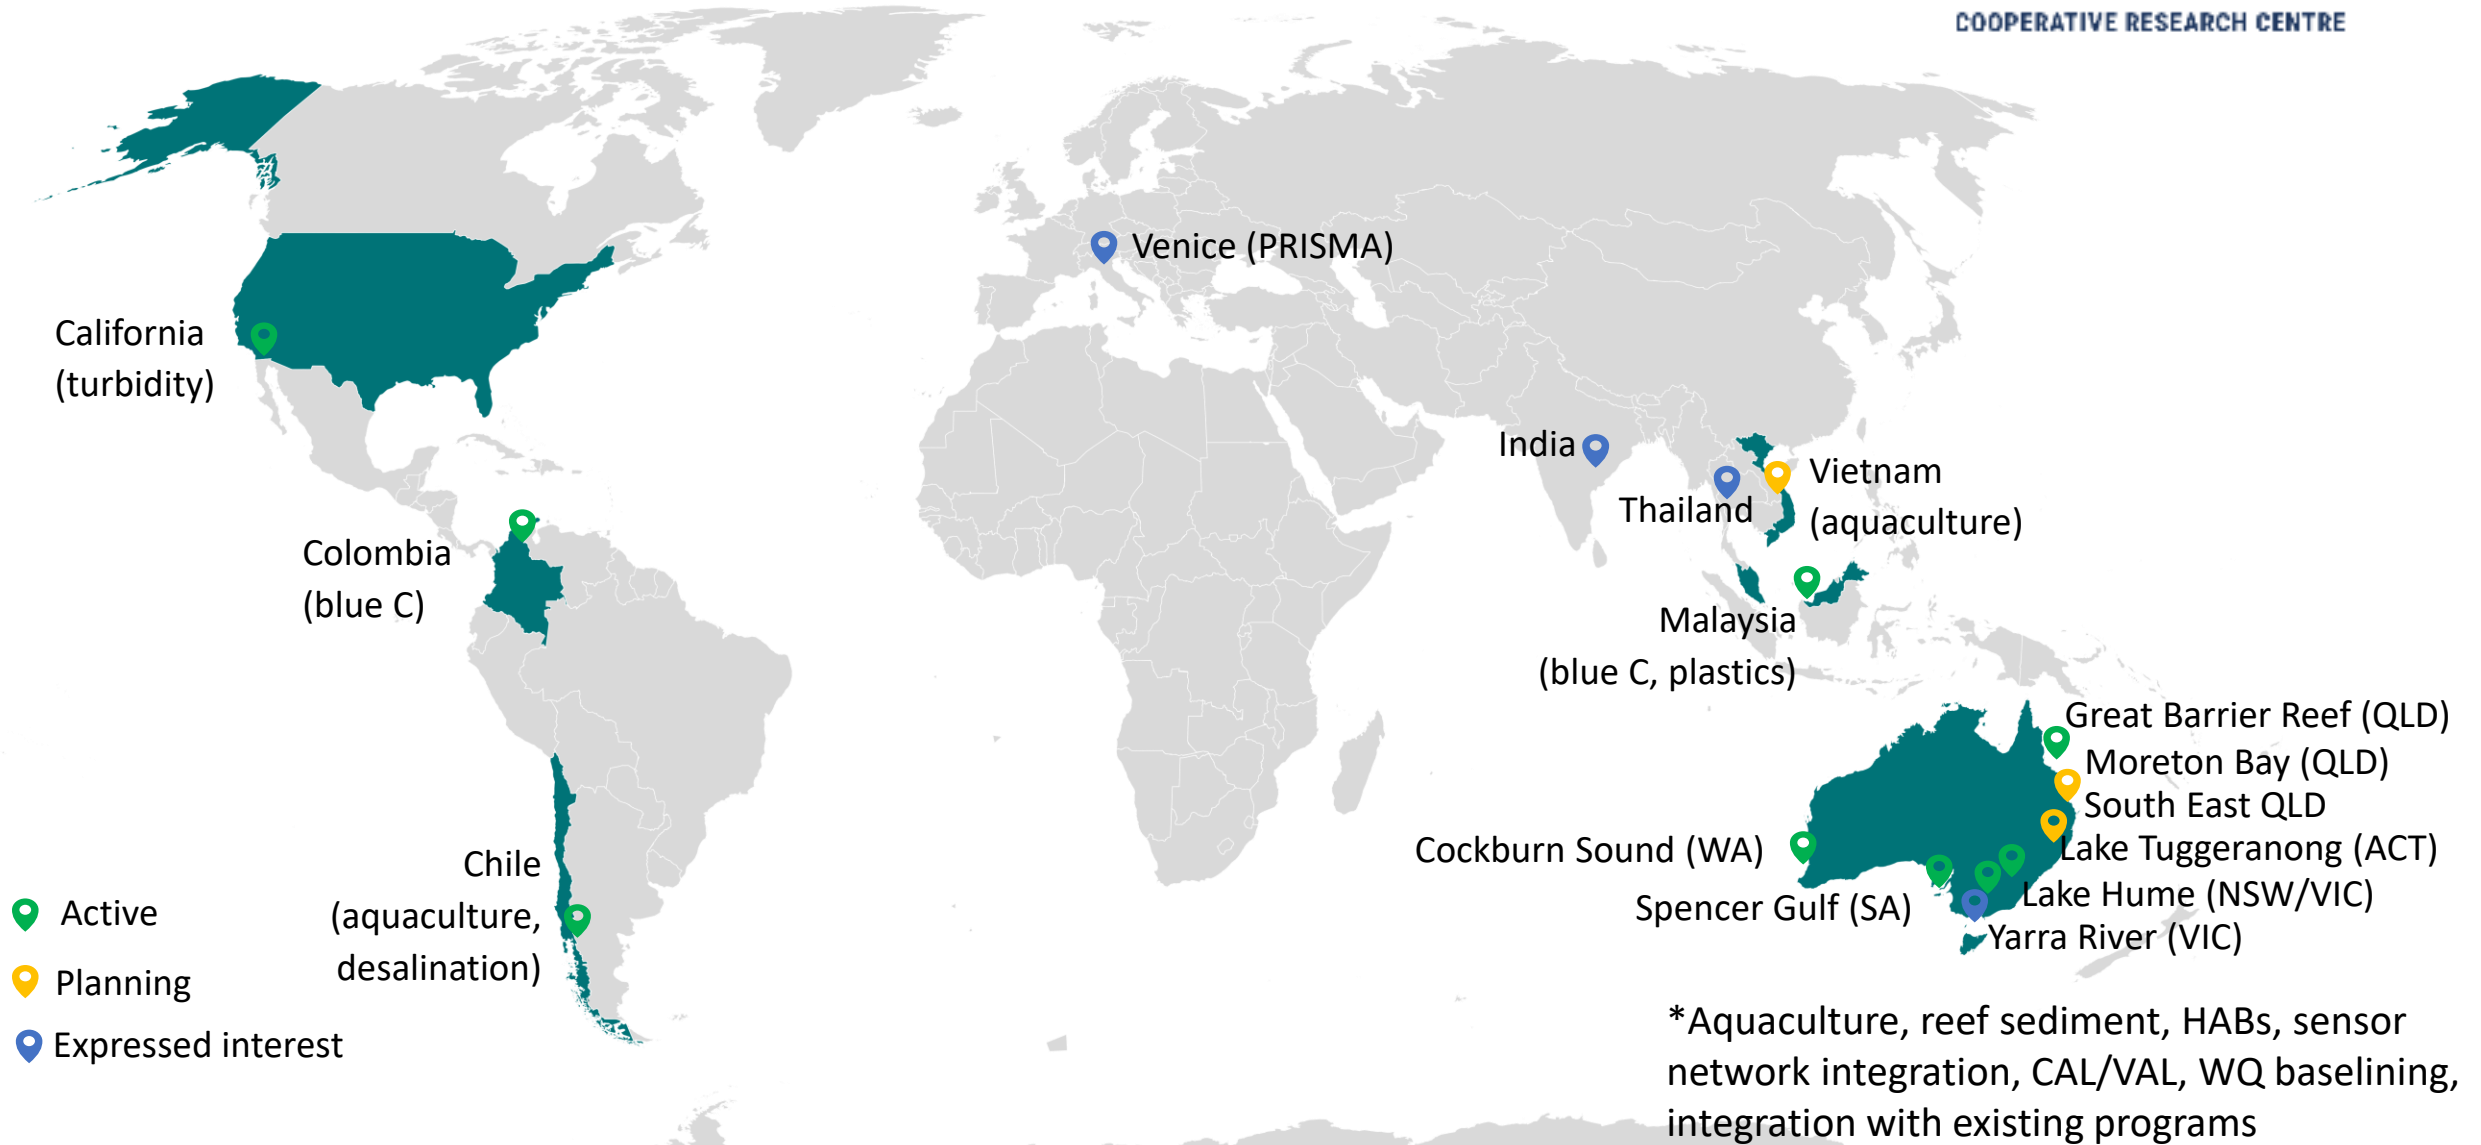 COOPERATIVE RESEARCH CENTRE
Venice (PRISMA)
California
(turbidity)
India
Thailand
Vietnam
(aquaculture)
Colombia
(blue C)
Malaysia
(blue C, plastics)
Great Barrier Reef (QLD)
Moreton Bay (QLD)
South East QLD
Lake Tuggeranong (ACT)
Cockburn Sound (WA)
Lake Hume (NSW/VIC)
Spencer Gulf (SA)
Yarra River (VIC)
Chile
(aquaculture,
desalination)
Active
Planning
Expressed interest
*Aquaculture, reef sediment, HABs, sensor
network integration, CAL/VAL, WQ baselining,
integration with existing programs